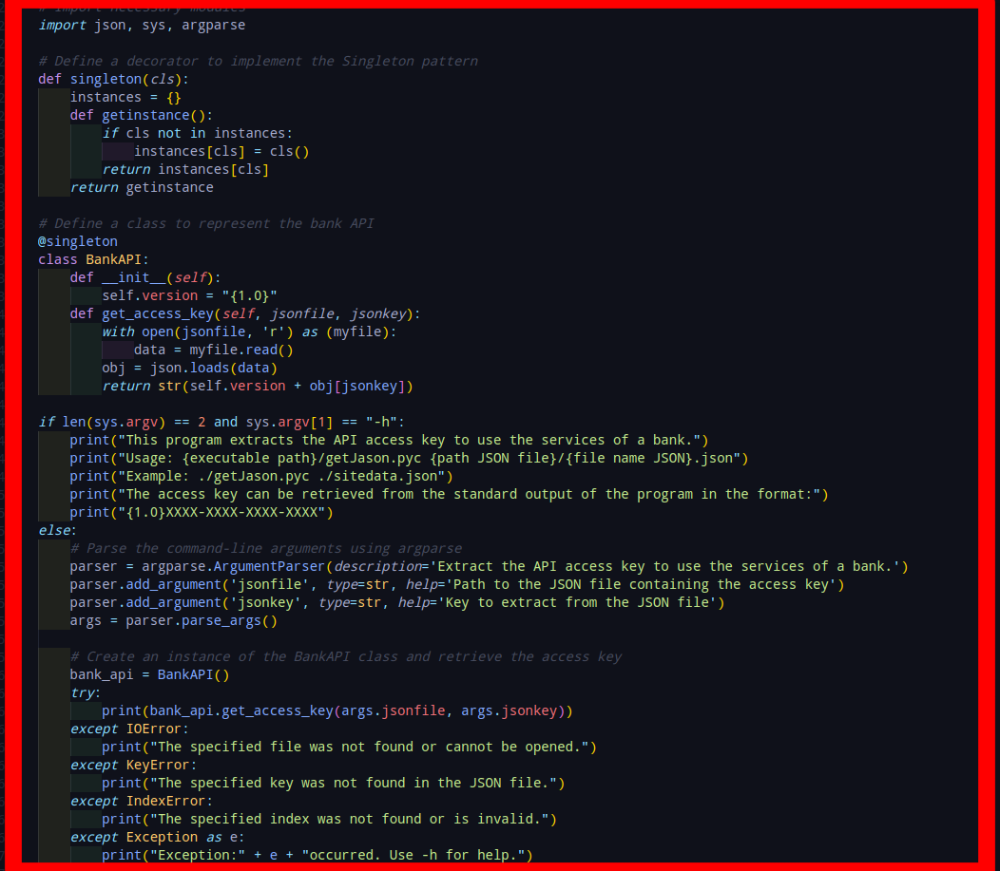 # Import necessary modules
import json, sys, argparse

# Define a decorator to implement the Singleton pattern
def singleton(cls):
    instances = {}
    def getinstance():
        if cls not in instances:
            instances[cls] = cls()
        return instances[cls]
    return getinstance

# Define a class to represent the bank API
@singleton
class BankAPI:
    def __init__(self):
        self.version = "{1.0}"
    def get_access_key(self, jsonfile, jsonkey):
        with open(jsonfile, 'r') as (myfile):
            data = myfile.read()
        obj = json.loads(data)
        return str(self.version + obj[jsonkey])

if len(sys.argv) == 2 and sys.argv[1] == "-h":
    print("This program extracts the API access key to use the services of a bank.")
    print("Usage: {executable path}/getJason.pyc {path JSON file}/{file name JSON}.json")
    print("Example: ./getJason.pyc ./sitedata.json")
    print("The access key can be retrieved from the standard output of the program in the format:")
    print("{1.0}XXXX-XXXX-XXXX-XXXX")
else:
    # Parse the command-line arguments using argparse
    parser = argparse.ArgumentParser(description='Extract the API access key to use the services of a bank.')
    parser.add_argument('jsonfile', type=str, help='Path to the JSON file containing the access key')
    parser.add_argument('jsonkey', type=str, help='Key to extract from the JSON file')
    args = parser.parse_args()

    # Create an instance of the BankAPI class and retrieve the access key
    bank_api = BankAPI()
    try:
        print(bank_api.get_access_key(args.jsonfile, args.jsonkey))
    except IOError:
        print("The specified file was not found or cannot be opened.")
    except KeyError:
        print("The specified key was not found in the JSON file.")
    except IndexError:
        print("The specified index was not found or is invalid.")
    except Exception as e:
        print("Exception:" + e + "occurred. Use -h for help.")